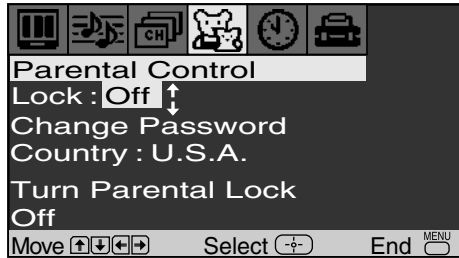 CH
Parental Control
Lock : Off
Change Password
Country : U.S.A.
Turn Parental Lock
Off
Move Select End MENU